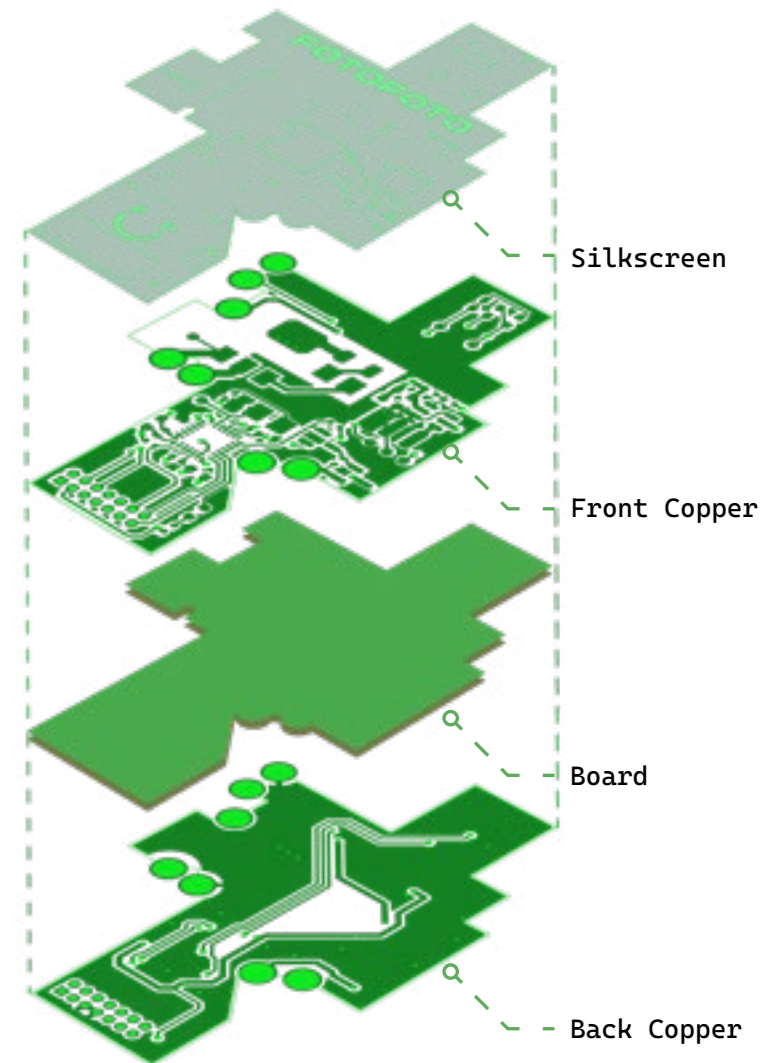 FOTOFOTO
Silkscreen
Front Copper
Board
Back Copper